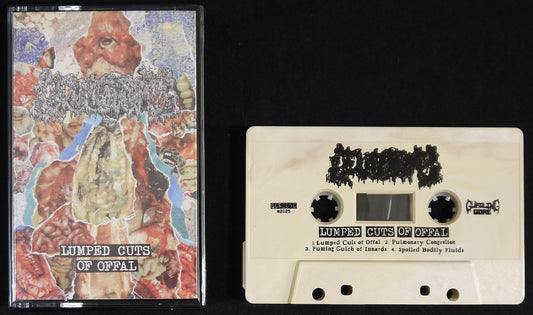 LUMPED CUTS
OF OFFAL
LUMPED CUTS OF OFFAL
1. Lumped Cuts of Offal 2. Pulmonary Congestion
3. Fuming Gulch of Innards 4. Spoiled Bodily Fluids
©2025